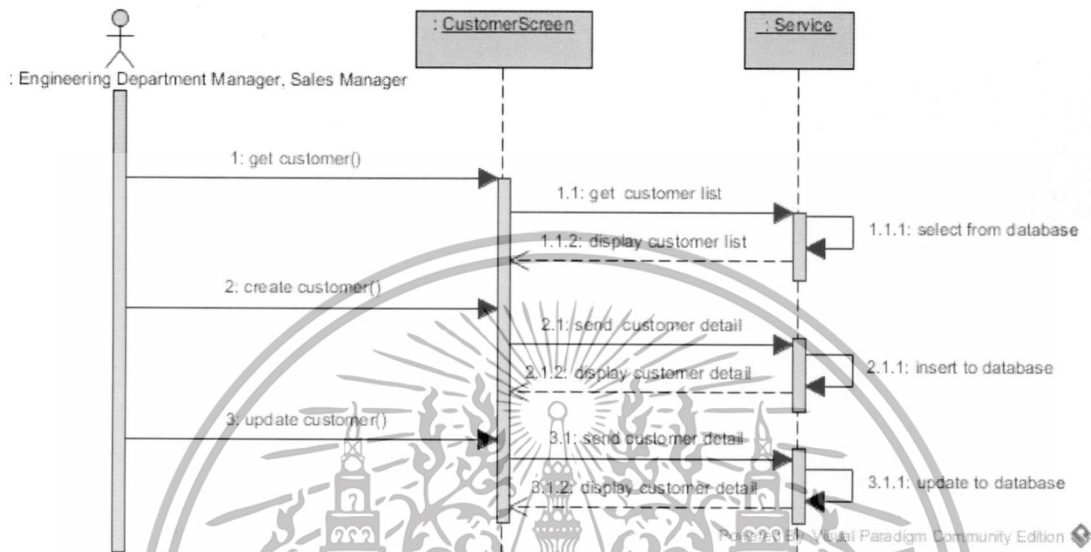 : CustomerScreen
: Service
: Engineering Department Manager, Sales Manager
1: get customer()
1.1: get customer list
1.1.1: select from database
1.1.2: display customer list
2: create customer()
2.1: send customer detail
2.1.1: insert to database
2.1.2: display customer detail
3: update customer()
3.1: send customer detail
3.1.1: update to database
3.1.2: display customer detail
Powered By Visual Paradigm Community Edition